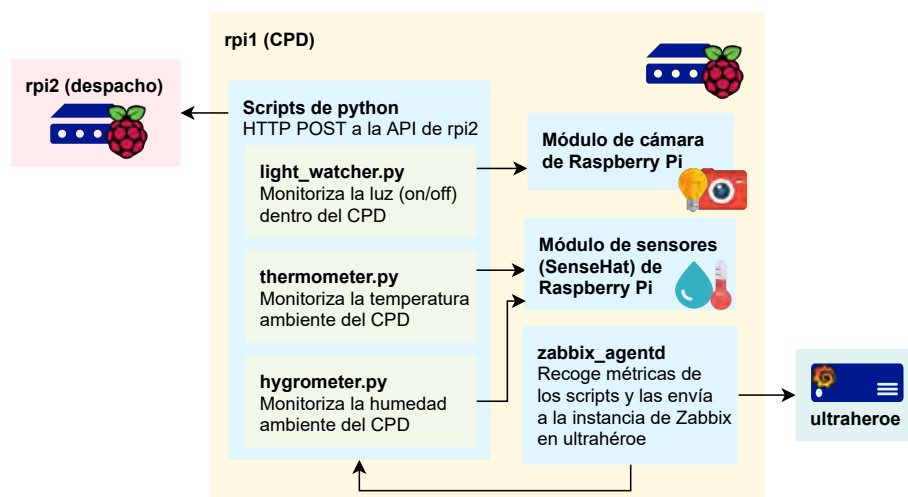 rpi1 (CPD)
rpi2 (despacho)
Scripts de python
HTTP POST a la API de rpi2
light_watcher.py
Monitoriza la luz (on/off)
dentro del CPD
thermometer.py
Monitoriza la temperatura
ambiente del CPD
hygrometer.py
Monitoriza la humedad
ambiente del CPD
Módulo de cámara
de Raspberry Pi
Módulo de sensores
(SenseHat) de
Raspberry Pi
zabbix_agentd
Recoge métricas de
los scripts y las envía
a la instancia de Zabbix
en ultrahéroe
ultraheroe